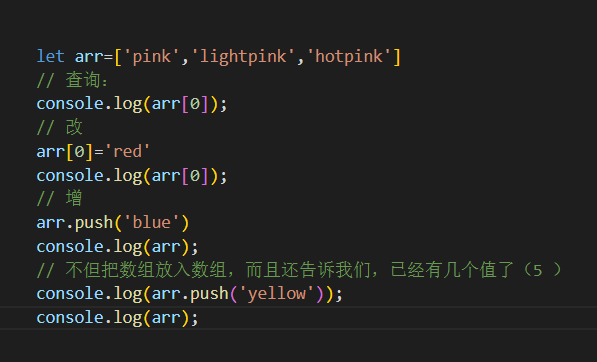 let arr=['pink','lightpink','hotpink']
// 查询：
console.log(arr[0]);
// 改
arr[0]='red'
console.log(arr[0]);
// 增
arr.push('blue')
console.log(arr);
// 不但把数组放入数组，而且还告诉我们，已经有几个值了（5 ）
console.log(arr.push('yellow'));
console.log(arr);